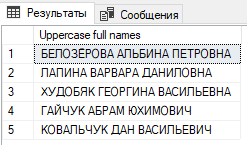 Результаты Сообщения
Uppercase full names
1 БЕЛОЗЁРОВА АЛЬБИНА ПЕТРОВНА
2 ЛАПИНА ВАРВАРА ДАНИЛОВНА
3 ХУДОБЯК ГЕОРГИНА ВАСИЛЬЕВНА
4 ГАЙЧУК АБРАМ ЮХИМОВИЧ
5 КОВАЛЬЧУК ДАН ВАСИЛЬЕВИЧ